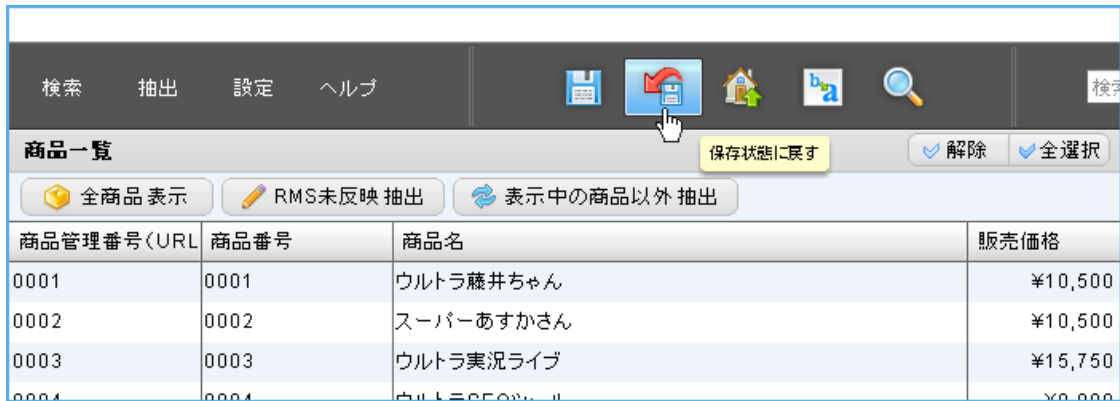 検索 抽出 設定 ヘルプ
保存状態に戻す
商品一覧 解除 全選択
全商品 表示 RMS未反映 抽出 表示中の商品以外 抽出
商品管理番号(URL 商品番号 商品名 販売価格
0001 0001 ウルトラ藤井ちゃん ¥10,500
0002 0002 スーパーあすかさん ¥10,500
0003 0003 ウルトラ実況ライブ ¥15,750